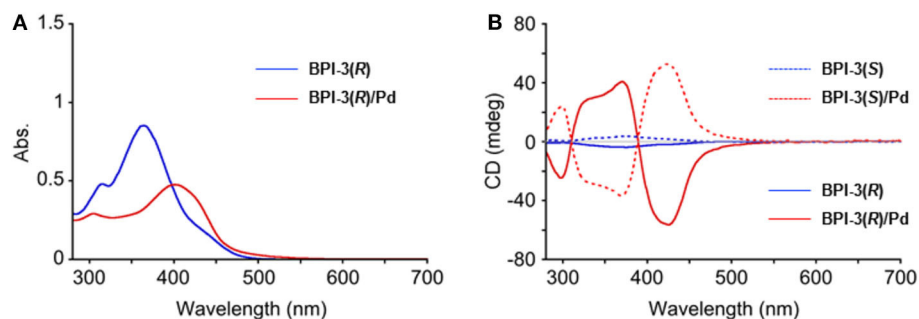 A
1.5
1
0.5
0
Abs.
300 400 500 600 700
Wavelength (nm)
BPI-3(R)
BPI-3(R)/Pd
B
80
40
0
-40
-80
CD (mdeg)
300 400 500 600 700
Wavelength (nm)
BPI-3(S)
BPI-3(S)/Pd
BPI-3(R)
BPI-3(R)/Pd